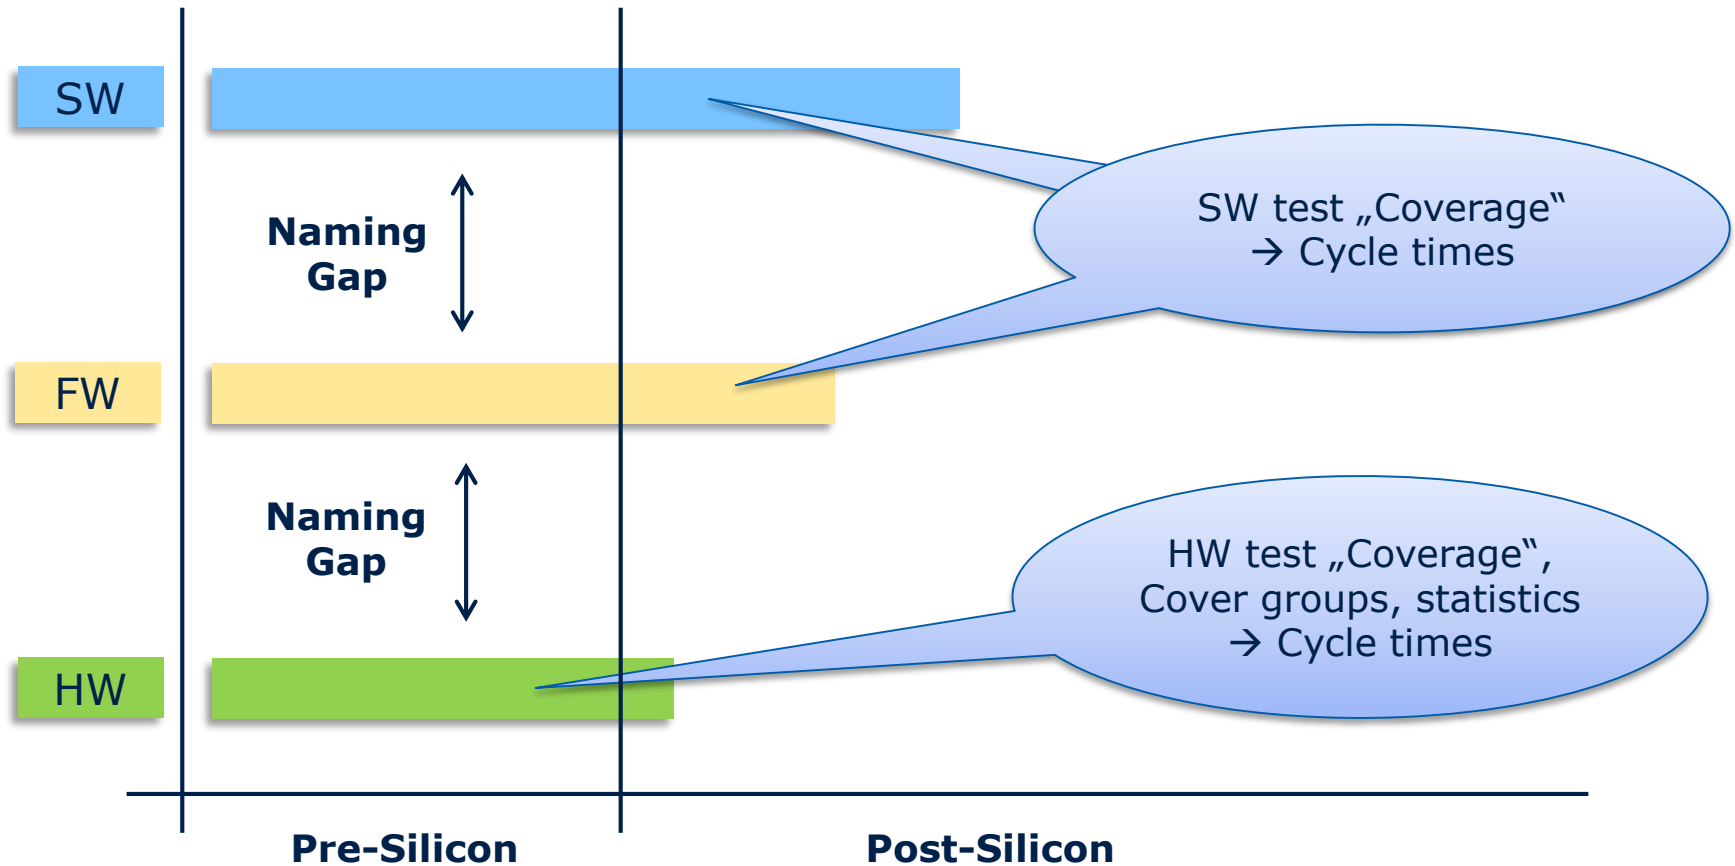 SW
SW test „Coverage“
→ Cycle times
Naming
Gap
FW
Naming
Gap
HW test „Coverage“,
Cover groups, statistics
→ Cycle times
HW
Pre-Silicon
Post-Silicon